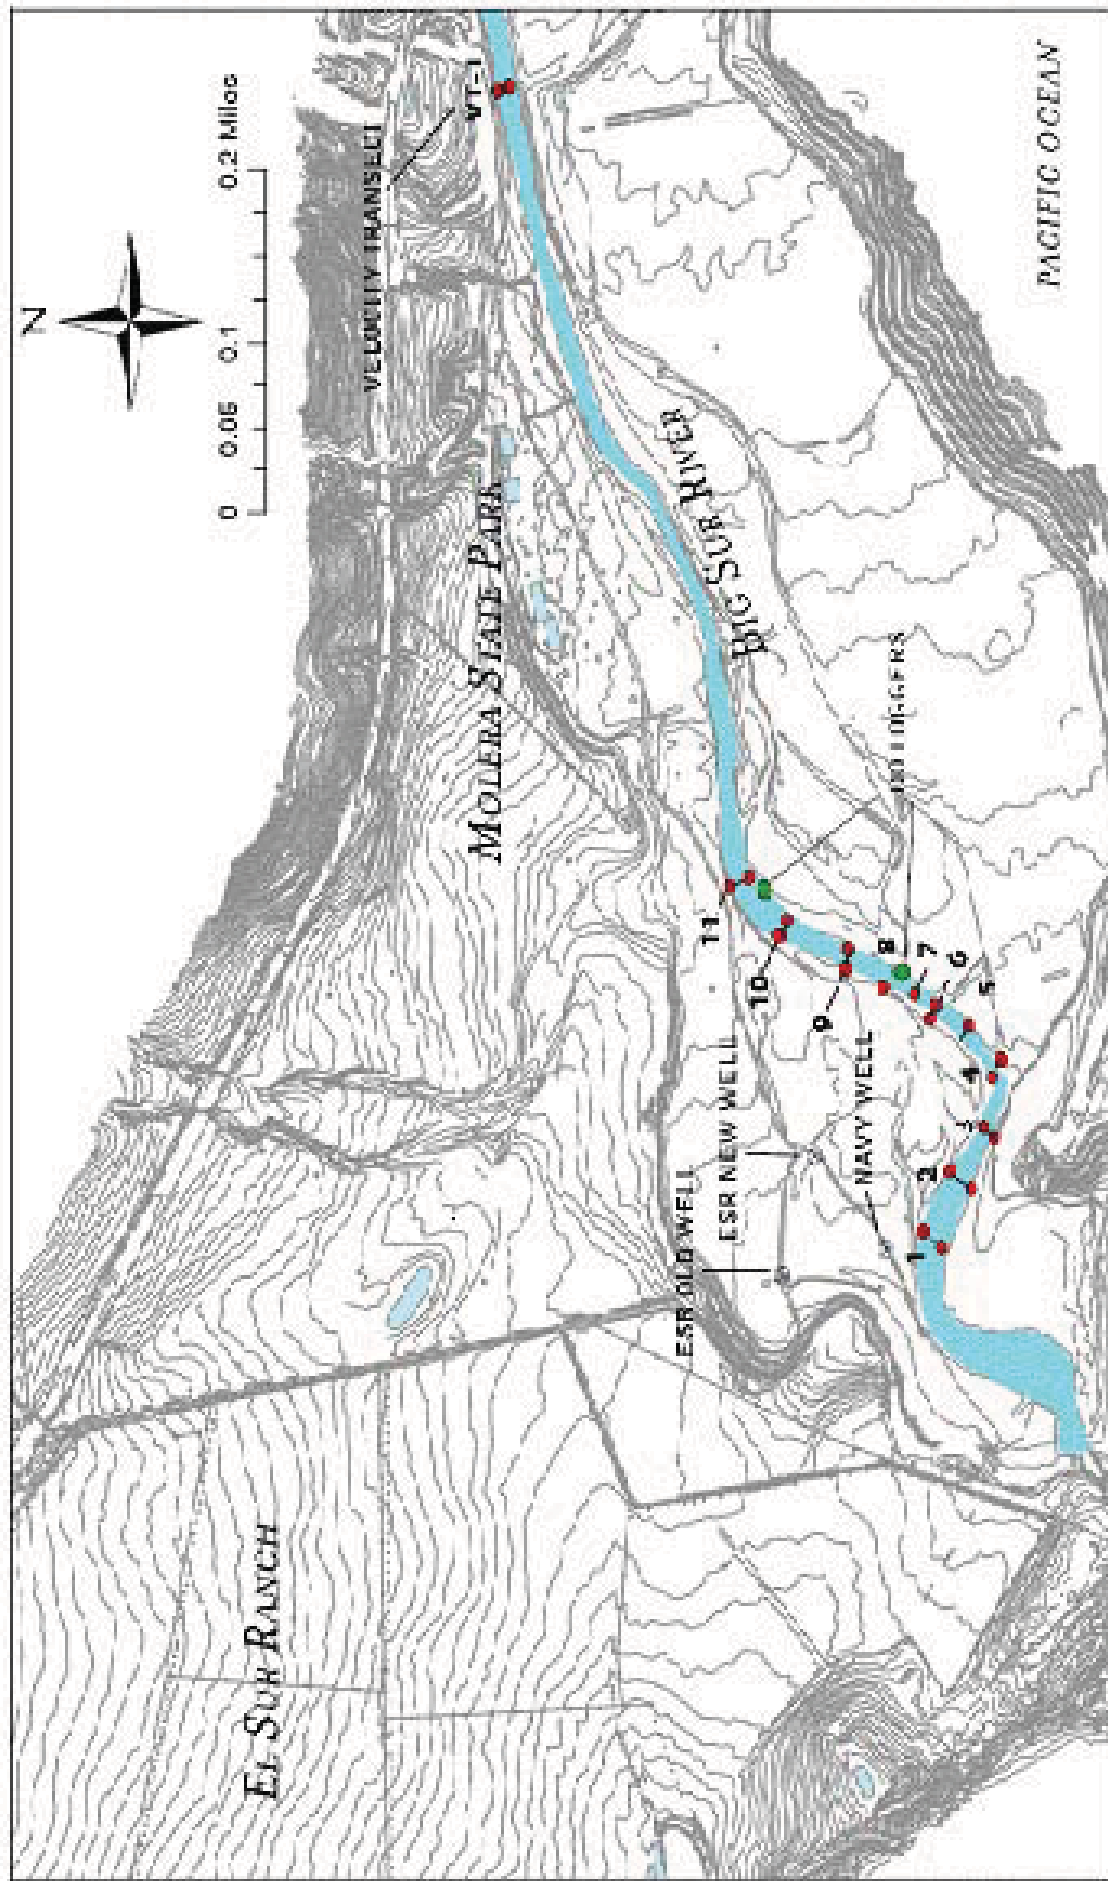 N
0 0.05 0.1 0.2 Miles
VELOCITY TRANSECT
VT-1
MOLERA STATE PARK
EL SUR RANCH
BIG SUR RIVER
PACIFIC OCEAN
DO LOGGERS
ESR OLD WELL
ESR NEW WELL
NAVY WELL
11
10
9
8
7
6
5
4
3
2
1